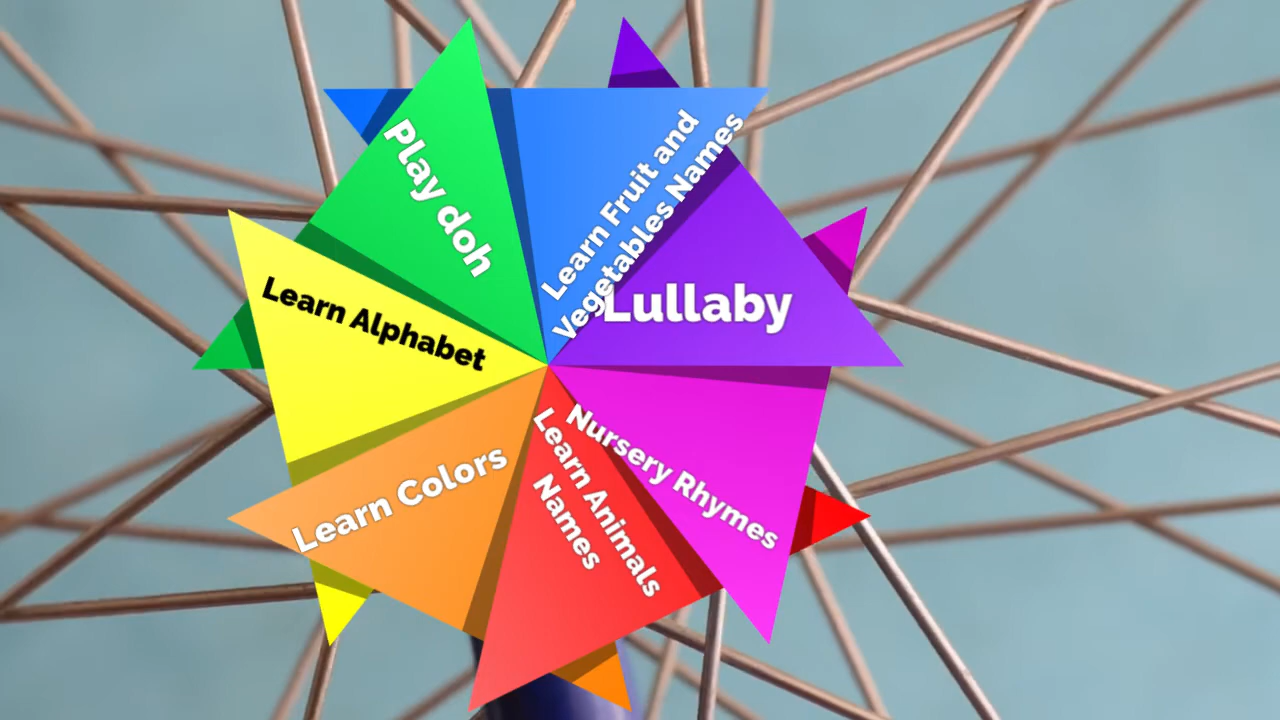 Play doh
Learn Fruit and
Vegetables Names
Lullaby
Learn Alphabet
Nursery Rhymes
Learn Colors
Learn Animals
Names